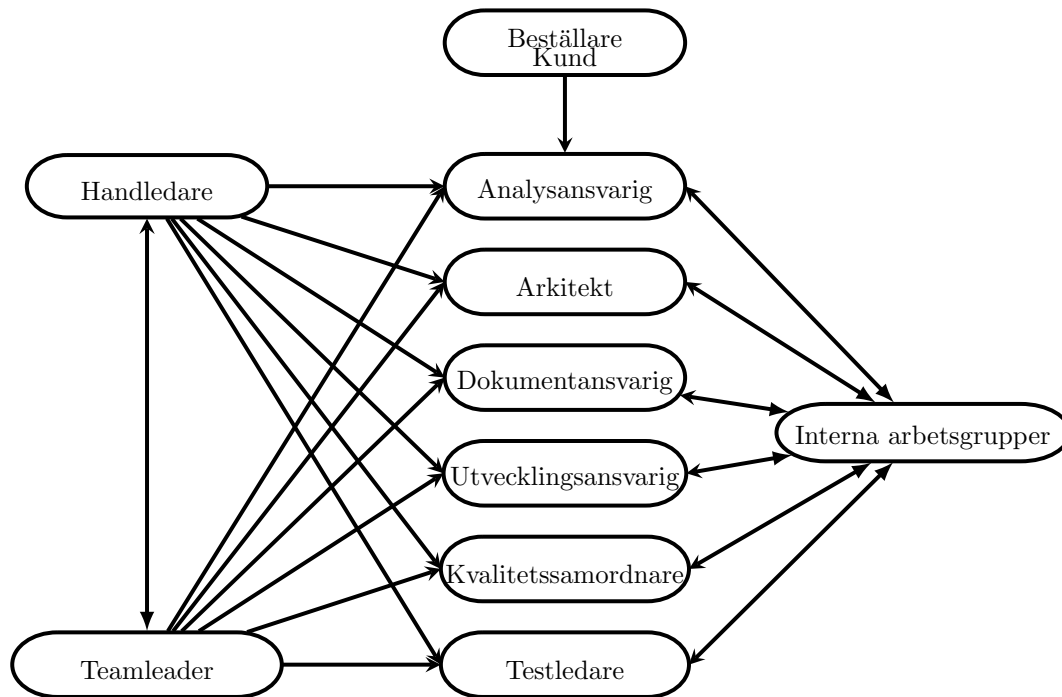 Beställare
Kund
Handledare
Analysansvarig
Arkitekt
Dokumentansvarig
Interna arbetsgrupper
Utvecklingsansvarig
Kvalitetssamordnare
Teamleader
Testledare